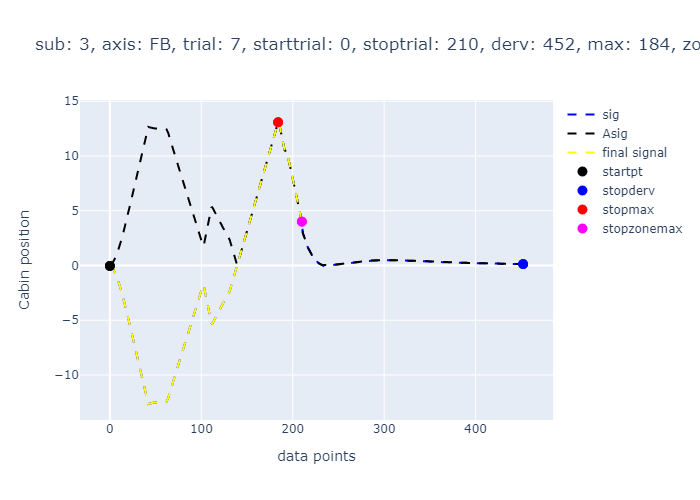 sub: 3, axis: FB, trial: 7, starttrial: 0, stoptrial: 210, derv: 452, max: 184, zo
15
10
5
0
−5
−10
0
100
200
300
400
Cabin position
data points
sig
Asig
final signal
startpt
stopderv
stopmax
stopzonemax